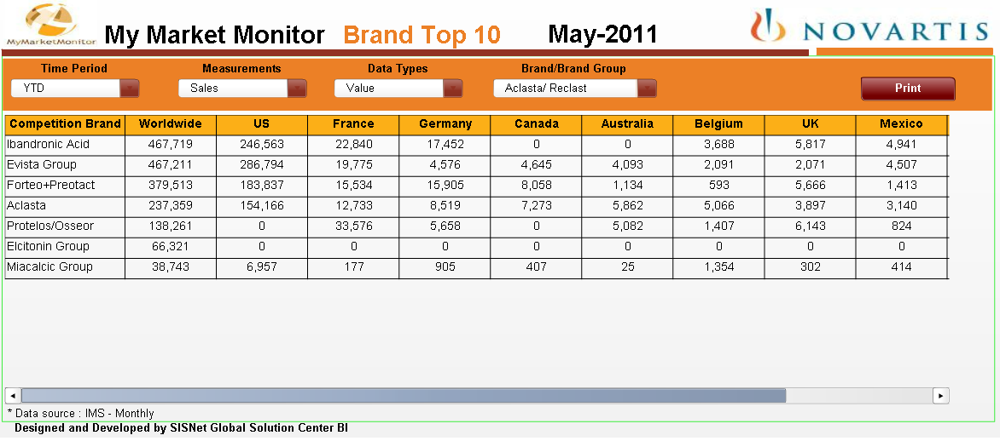 MyMarketMonitor My Market Monitor Brand Top 10 May-2011 NOVARTIS
Time Period Measurements Data Types Brand/Brand Group
YTD Sales Value Aclasta/ Reclast Print
Competition Brand Worldwide US France Germany Canada Australia Belgium UK Mexico
Ibandronic Acid 467,719 246,563 22,840 17,452 0 0 3,688 5,817 4,941
Evista Group 467,211 286,794 19,775 4,576 4,645 4,093 2,091 2,071 4,507
Forteo+Preotact 379,513 183,837 15,534 15,905 8,058 1,134 593 5,666 1,413
Aclasta 237,359 154,166 12,733 8,519 7,273 5,862 5,066 3,897 3,140
Protelos/Osseor 138,261 0 33,576 5,658 0 5,082 1,407 6,143 824
Elcitonin Group 66,321 0 0 0 0 0 0 0 0
Miacalcic Group 38,743 6,957 177 905 407 25 1,354 302 414
* Data source : IMS - Monthly
Designed and Developed by SISNet Global Solution Center BI